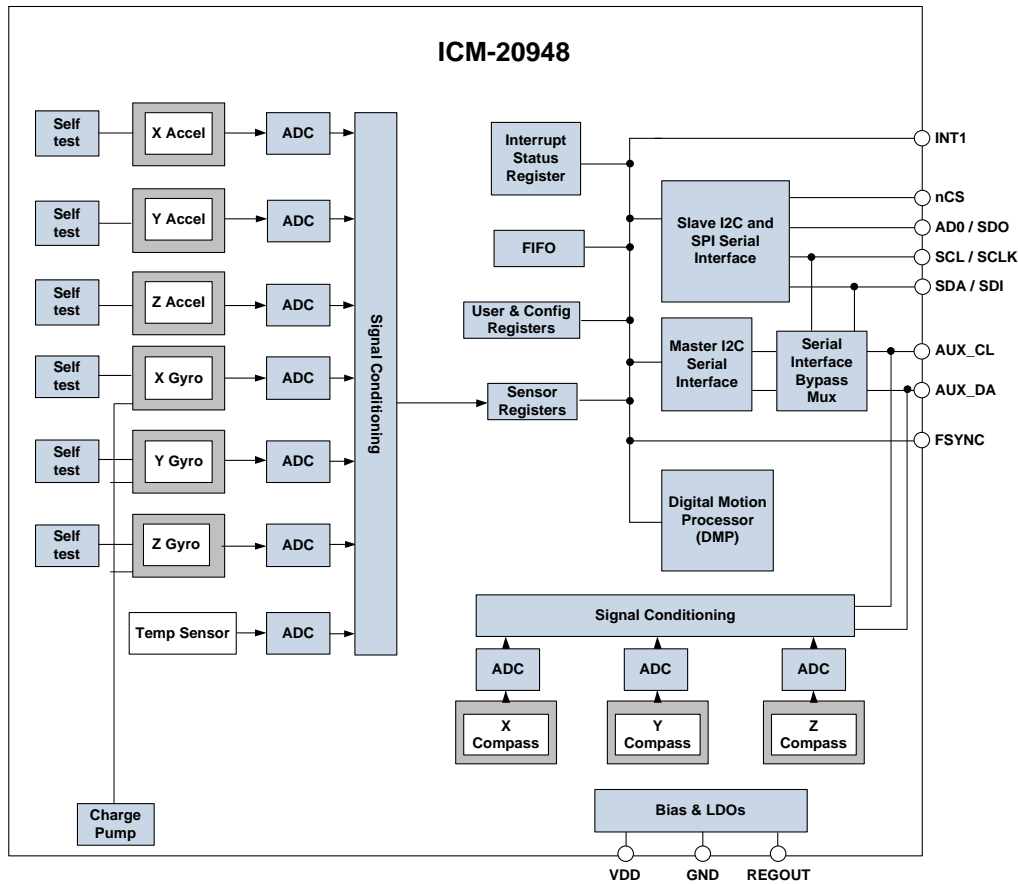 ICM-20948
Self
test
X Accel
ADC
Self
test
Y Accel
ADC
Self
test
Z Accel
ADC
Self
test
X Gyro
ADC
Self
test
Y Gyro
ADC
Self
test
Z Gyro
ADC
Temp Sensor
ADC
Charge
Pump
Signal Conditioning
Interrupt
Status
Register
FIFO
User & Config
Registers
Sensor
Registers
Slave I2C and
SPI Serial
Interface
Master I2C
Serial
Interface
Serial
Interface
Bypass
Mux
Digital Motion
Processor
(DMP)
INT1
nCS
AD0 / SDO
SCL / SCLK
SDA / SDI
AUX_CL
AUX_DA
FSYNC
Signal Conditioning
ADC
ADC
ADC
X
Compass
Y
Compass
Z
Compass
Bias & LDOs
VDD
GND
REGOUT